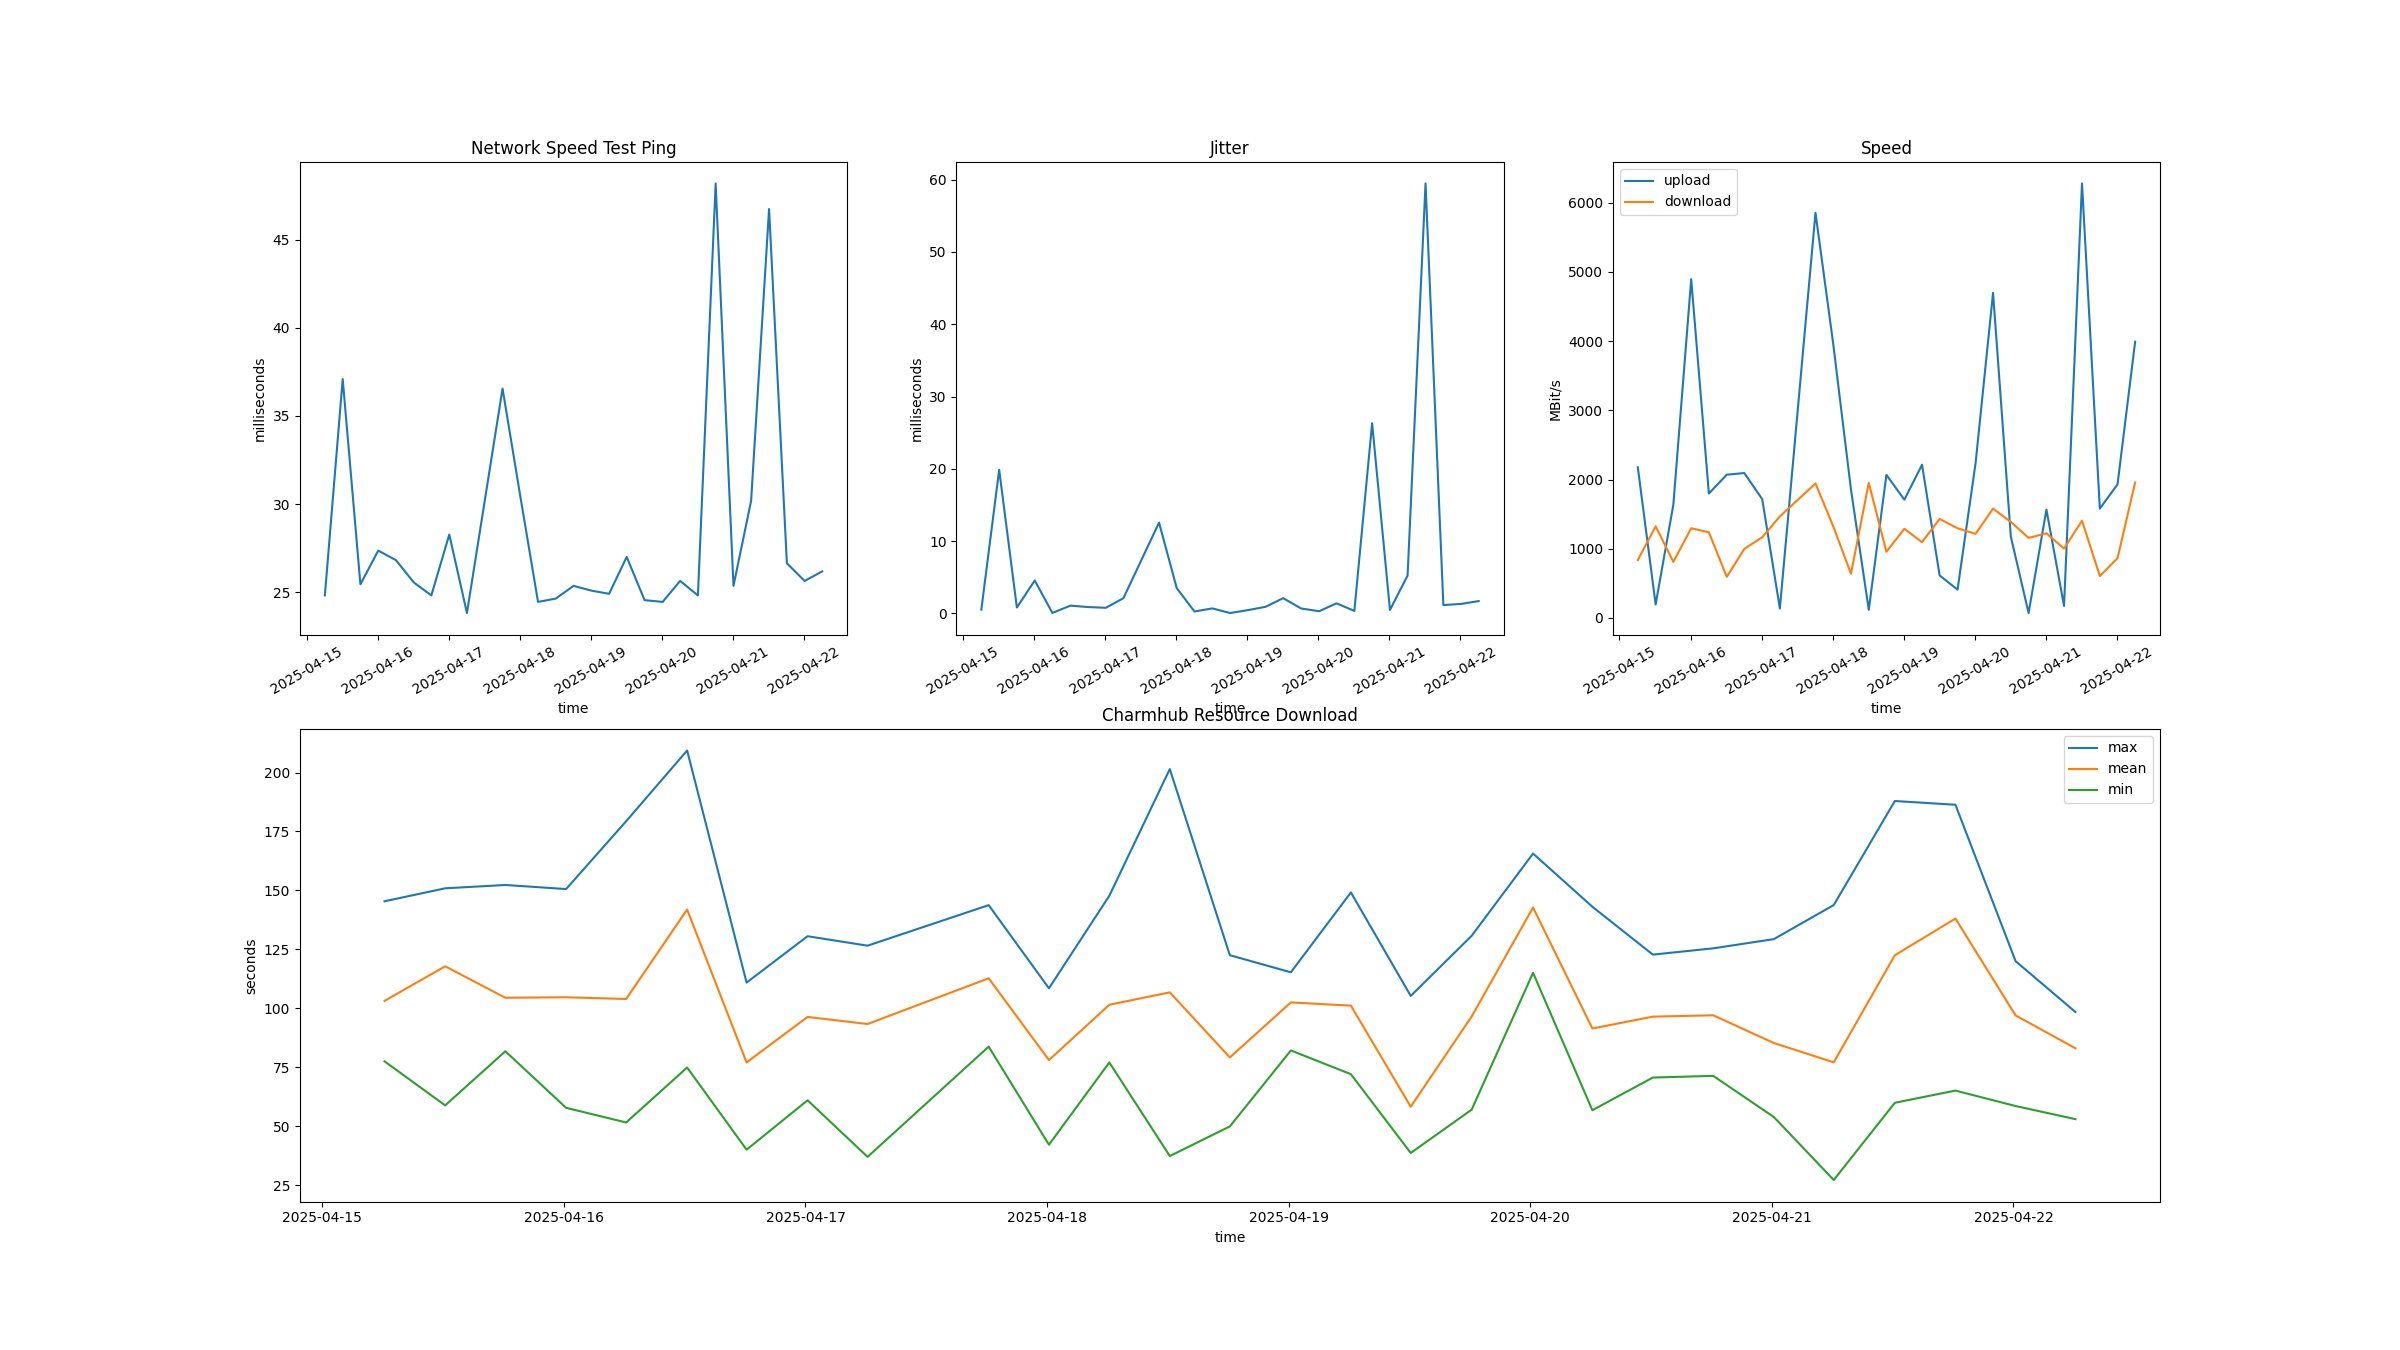 Network Speed Test Ping
milliseconds
45
40
35
30
25
2025-04-15 2025-04-16 2025-04-17 2025-04-18 2025-04-19 2025-04-20 2025-04-21 2025-04-22
time
Jitter
milliseconds
60
50
40
30
20
10
0
2025-04-15 2025-04-16 2025-04-17 2025-04-18 2025-04-19 2025-04-20 2025-04-21 2025-04-22
time
Speed
upload
download
MBit/s
6000
5000
4000
3000
2000
1000
0
2025-04-15 2025-04-16 2025-04-17 2025-04-18 2025-04-19 2025-04-20 2025-04-21 2025-04-22
time
Charmhub Resource Download
max
mean
min
seconds
200
175
150
125
100
75
50
25
2025-04-15 2025-04-16 2025-04-17 2025-04-18 2025-04-19 2025-04-20 2025-04-21 2025-04-22
time